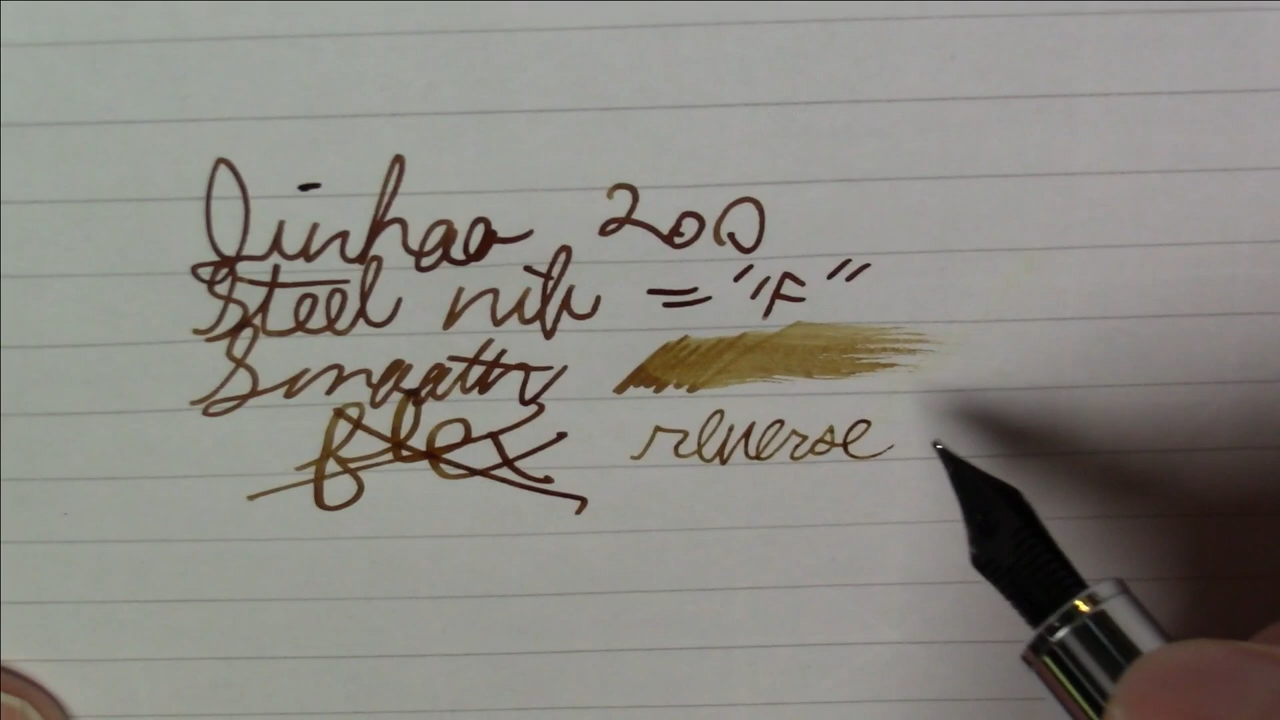 Jinhao 200
Steel nib = "F"
Smooth
flex reverse